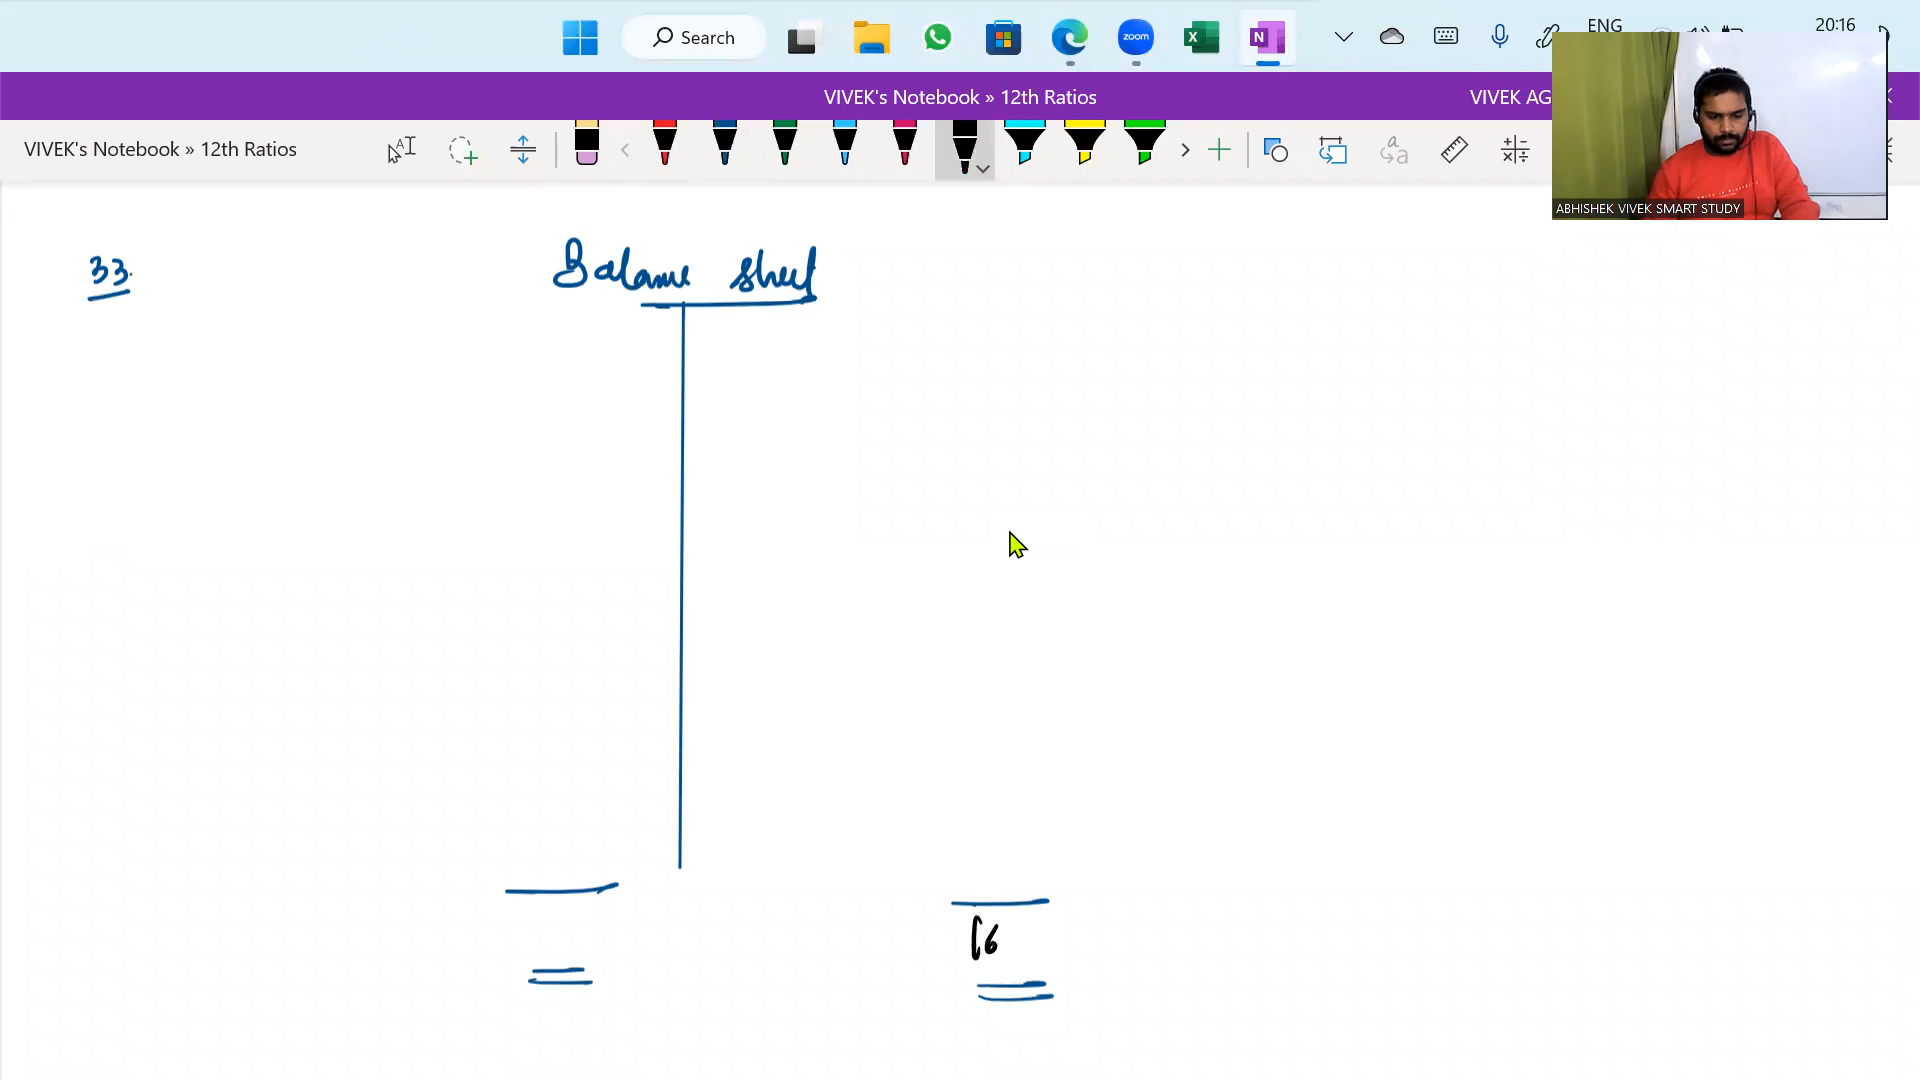 Search
zoom
ENG
20:16
VIVEK's Notebook » 12th Ratios
VIVEK AG
VIVEK's Notebook » 12th Ratios
ABHISHEK VIVEK SMART STUDY
33.
Balance sheet
16